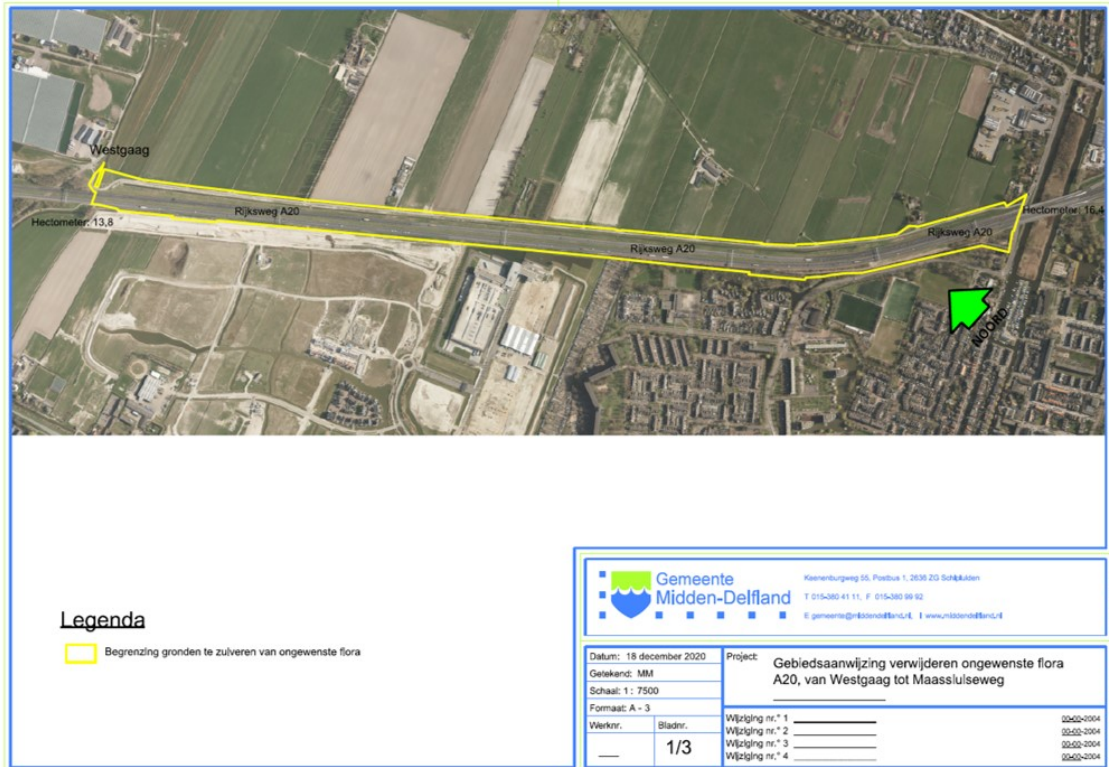 Westgaag
Hectometer: 13,8
Rijksweg A20
Rijksweg A20
Rijksweg A20
Hectometer: 16,4
NOORD
Legenda
Begrenzing gronden te zuiveren van ongewenste flora
Gemeente
Midden-Delfland
Keenenburgweg 55, Postbus 1, 2636 ZG Schipluiden
T 015-380 41 11, F 015-380 99 92
E gemeente@middendelfland.nl, I www.middendelfland.nl
Datum: 18 december 2020
Getekend: MM
Schaal: 1 : 7500
Formaat: A - 3
Werknr.
Bladnr.
1/3
Project:
Gebiedsaanwijzing verwijderen ongewenste flora
A20, van Westgaag tot Maassluiseweg
Wijziging nr.° 1 00-00-2004
Wijziging nr.° 2 00-00-2004
Wijziging nr.° 3 00-00-2004
Wijziging nr.° 4 00-00-2004